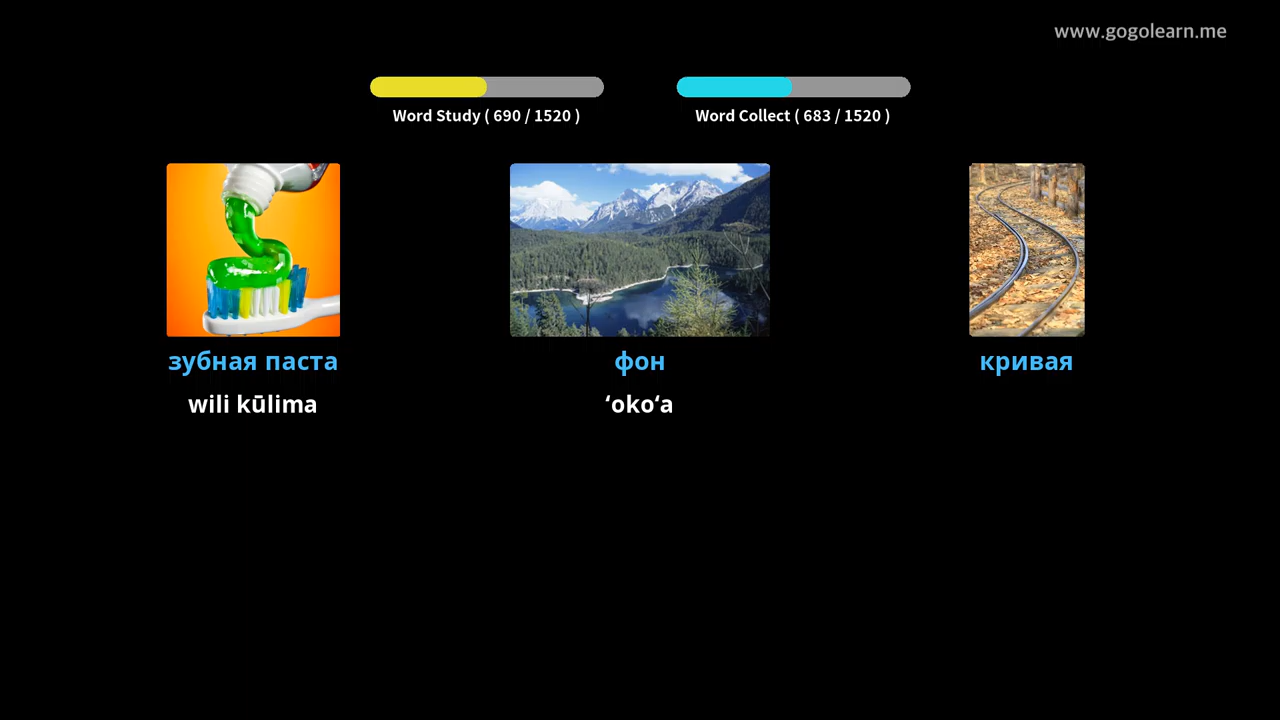 www.gogolearn.me
Word Study ( 690 / 1520 )
Word Collect ( 683 / 1520 )
зубная паста
фон
кривая
wili kūlima
ʻokoʻa